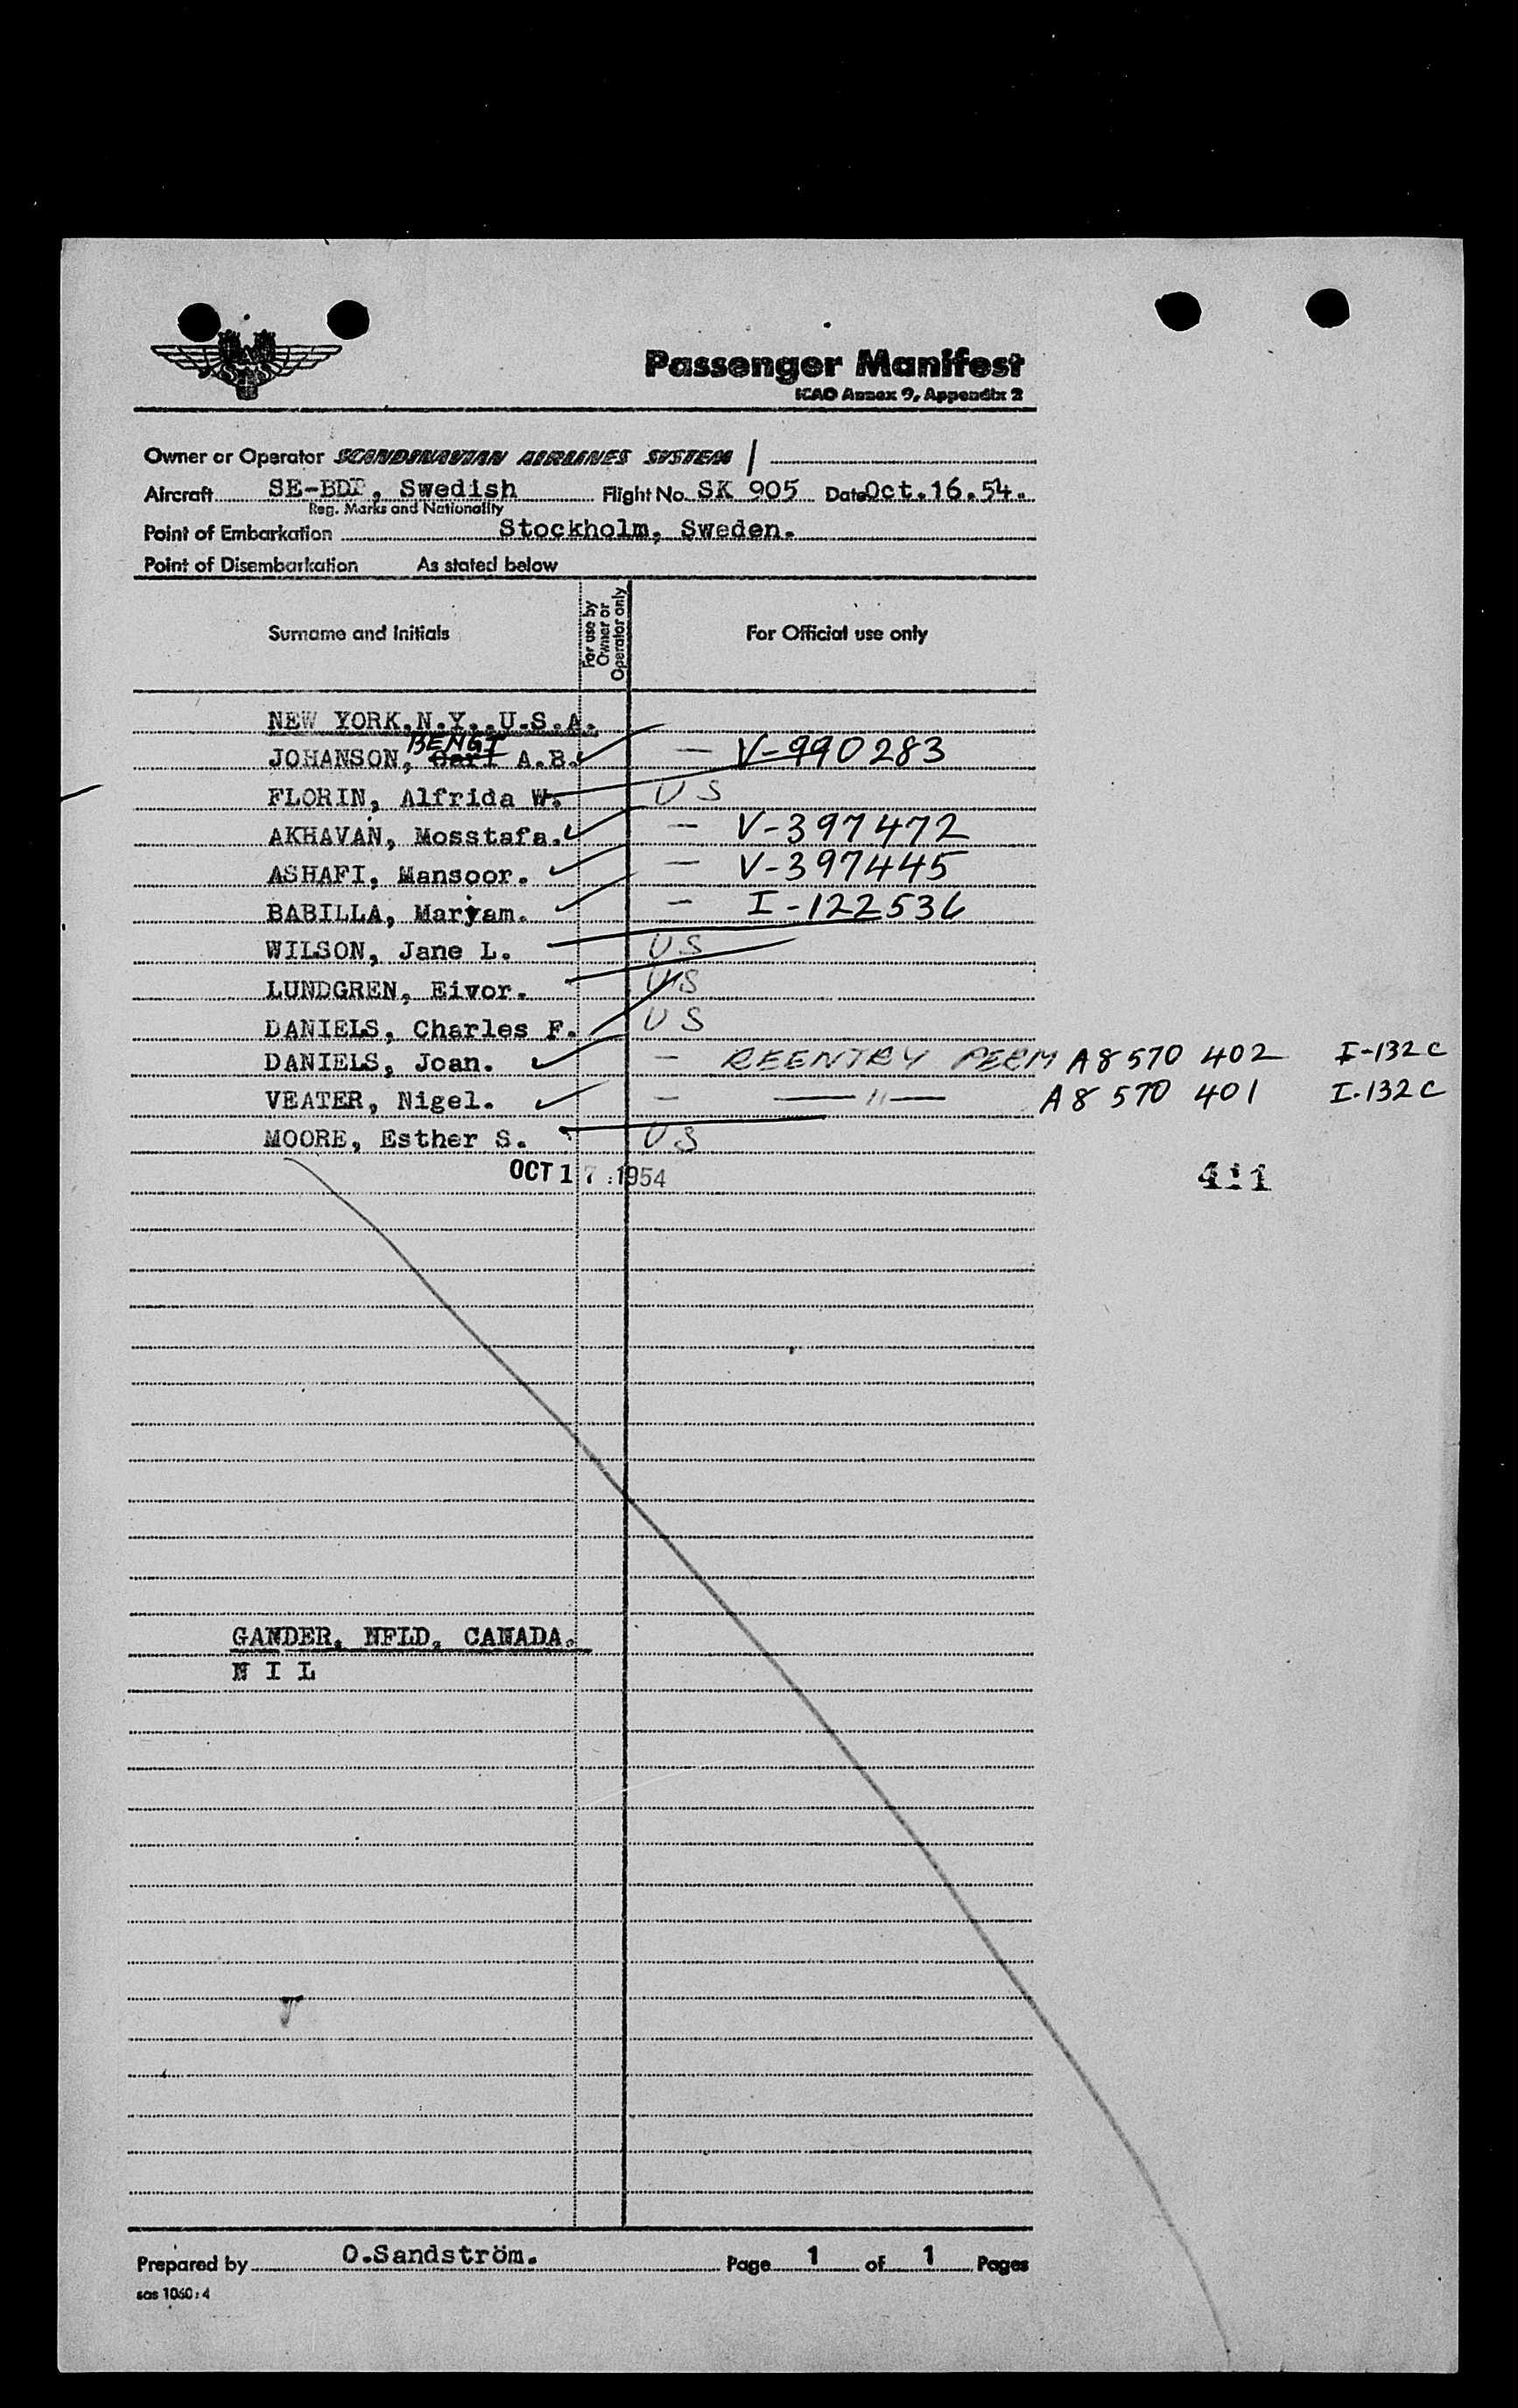 Passenger Manifest
ICAO Annex 9, Appendix 2
Owner or Operator SCANDINAVIAN AIRLINES SYSTEM
Aircraft SE-BDP, Swedish Flight No. SK 905 Date Oct.16.54.
Reg. Marks and Nationality
Point of Embarkation Stockholm, Sweden.
Point of Disembarkation As stated below
Surname and Initials For use by Owner or Operator only For Official use only
NEW YORK,N.Y.,U.S.A.
BENGT
JOHANSON, Carl A.B. — V-990283
FLORIN, Alfrida W. US
AKHAVAN, Mosstafa. — V-397472
ASHAFI, Mansoor. — V-397445
BABILLA, Maryam. — I-122536
WILSON, Jane L. US
LUNDGREN, Eivor. US
DANIELS, Charles F. US
DANIELS, Joan. — REENTRY PERM A8 570 402 I-132C
VEATER, Nigel. — —"— A8 570 401 I-132C
MOORE, Esther S. US
OCT 17 1954
GANDER, NFLD, CANADA.
N I L
Prepared by O.Sandström. Page 1 of 1 Pages
sas 1060:4